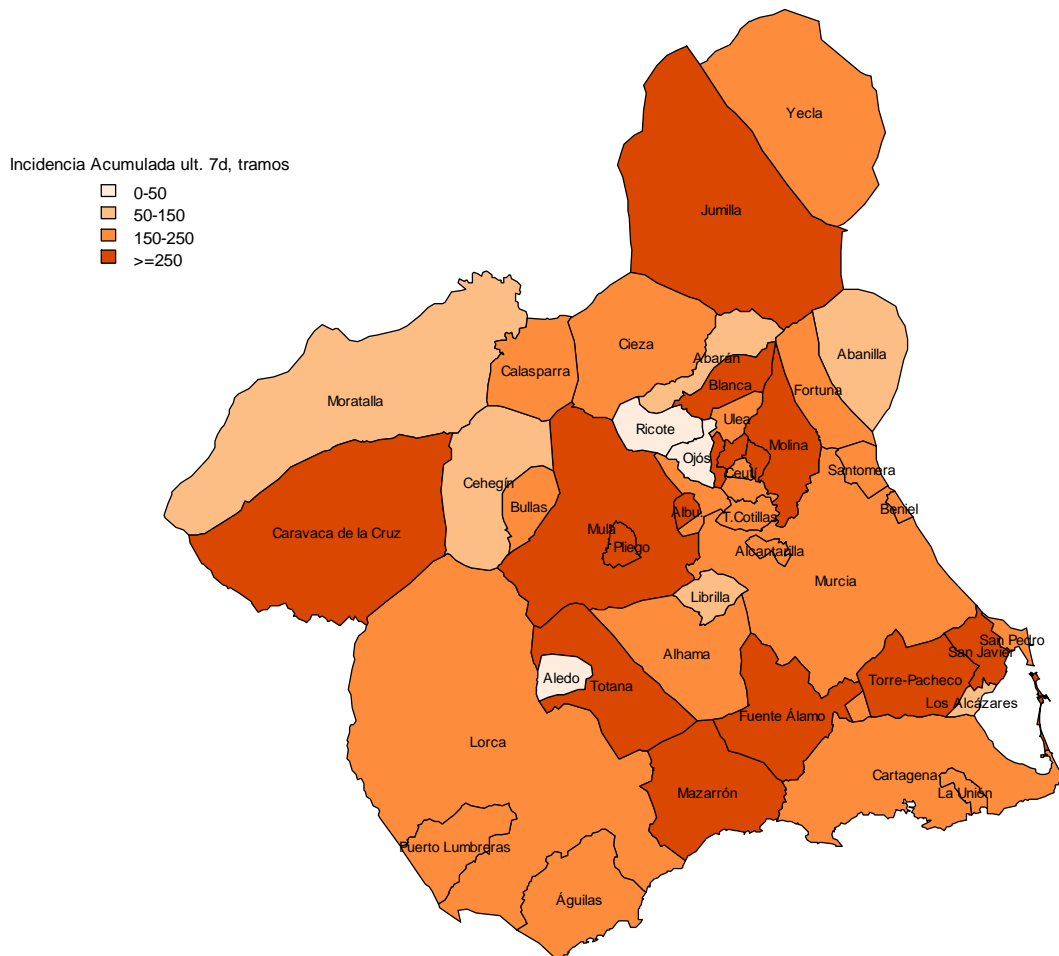 Yecla
Incidencia Acumulada ult. 7d, tramos
0-50
50-150
150-250
>=250
Jumilla
Cieza
Abarán
Abanilla
Calasparra
Blanca
Fortuna
Moratalla
Ulea
Ricote
Molina
Ojós
Ceutí
Santomera
Cehegín
Bullas
Albu
T.Cotillas
Beniel
Caravaca de la Cruz
Mula
Pliego
Alcantarilla
Murcia
Librilla
San Pedro
San Javier
Alhama
Aledo
Totana
Torre-Pacheco
Los Alcázares
Fuente Álamo
Lorca
Cartagena
Mazarrón
La Unión
Puerto Lumbreras
Águilas